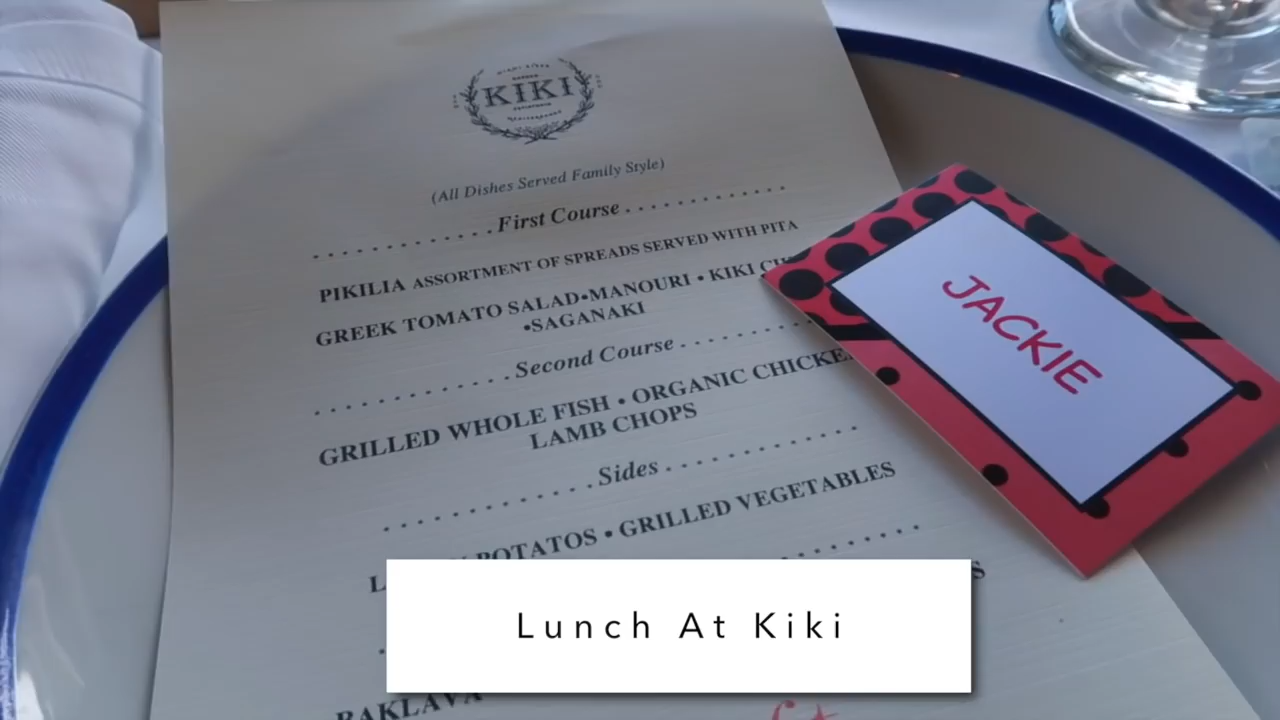 KIKI
(All Dishes Served Family Style)
............First Course............
PIKILIA ASSORTMENT OF SPREADS SERVED WITH PITA
GREEK TOMATO SALAD•MANOURI • KIKI
•SAGANAKI
............Second Course........
GRILLED WHOLE FISH • ORGANIC CHICKE
LAMB CHOPS
............Sides............
POTATOS • GRILLED VEGETABLES
BAKLAVA
JACKIE
Lunch At Kiki